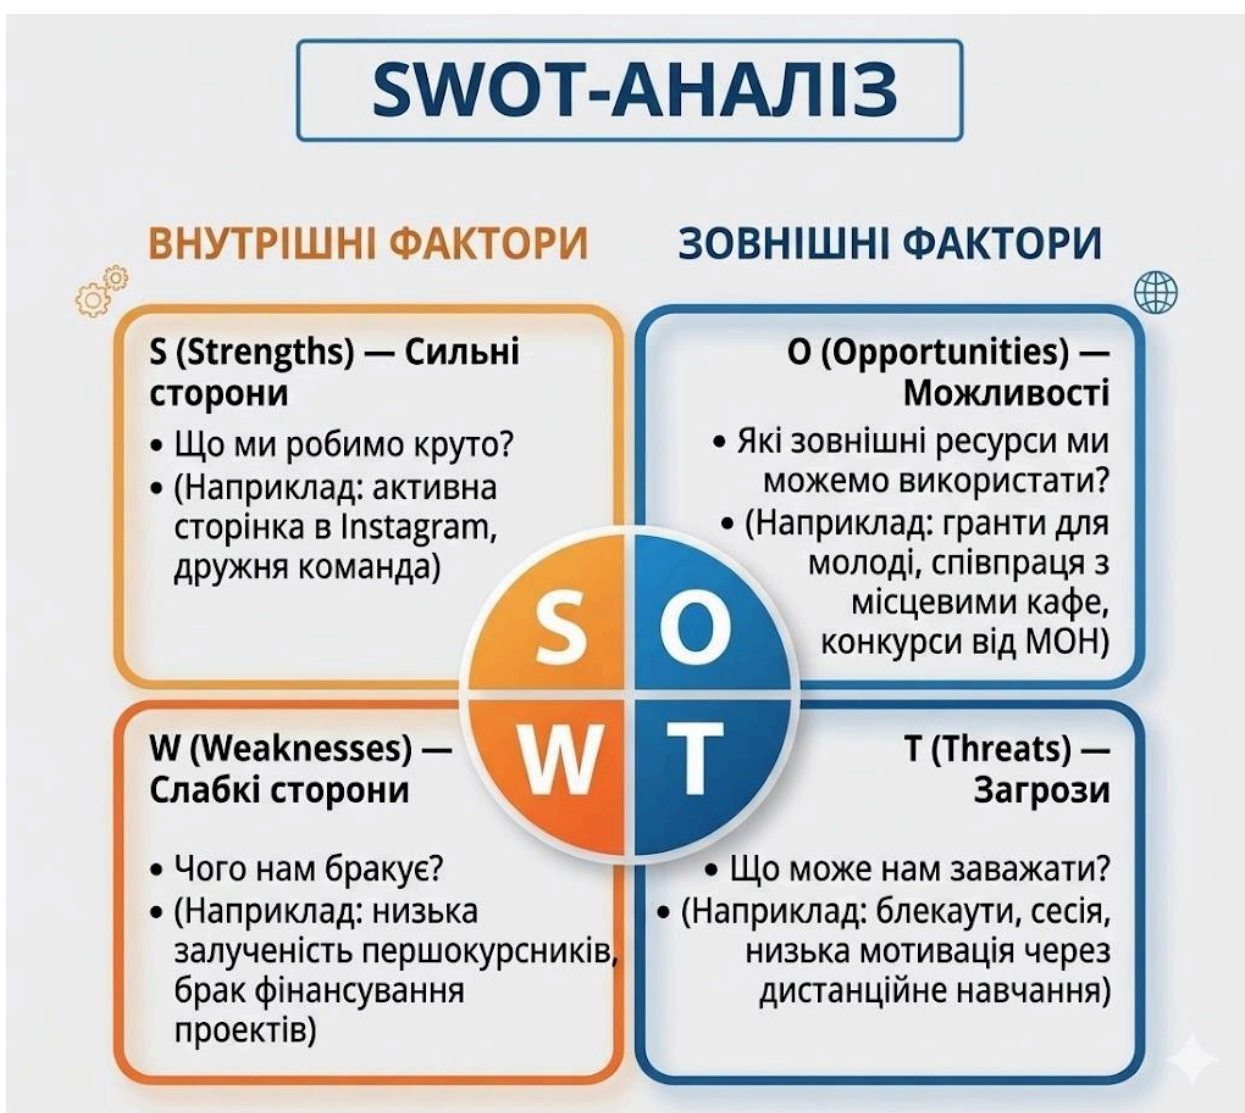 SWOT-АНАЛІЗ
ВНУТРІШНІ ФАКТОРИ
ЗОВНІШНІ ФАКТОРИ
S (Strengths) — Сильні
сторони
• Що ми робимо круто?
• (Наприклад: активна
сторінка в Instagram,
дружня команда)
O (Opportunities) —
Можливості
• Які зовнішні ресурси ми
можемо використати?
• (Наприклад: гранти для
молоді, співпраця з
місцевими кафе,
конкурси від МОН)
S
O
W
T
W (Weaknesses) —
Слабкі сторони
• Чого нам бракує?
• (Наприклад: низька
залученість першокурсників,
брак фінансування
проектів)
T (Threats) —
Загрози
• Що може нам заважати?
• (Наприклад: блекаути, сесія,
низька мотивація через
дистанційне навчання)